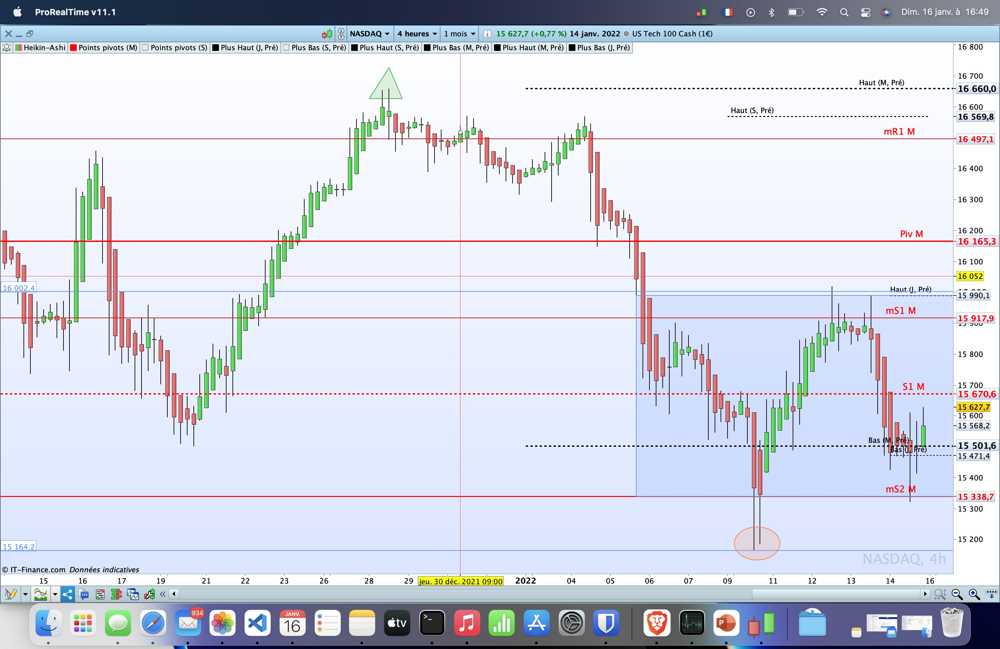 ProRealTime v11.1
Dim. 16 janv. à 16:49
NASDAQ 4 heures 1 mois 15 627,7 (+0,77 %) 14 janv. 2022 US Tech 100 Cash (1€)
Heikin-Ashi Points pivots (M) Points pivots (S) Plus Haut (J, Pré) Plus Bas (S, Pré) Plus Haut (S, Pré) Plus Bas (M, Pré) Plus Haut (M, Pré) Plus Bas (J, Pré)
16 800
16 700
Haut (M, Pré)
16 660,0
16 600
Haut (S, Pré)
16 569,8
mR1 M
16 497,1
16 400
16 300
16 200
Piv M
16 165,3
16 100
16 052
16 002,4
Haut (J, Pré)
15 990,1
mS1 M
15 917,9
15 900
15 800
15 700
S1 M
15 670,6
15 627,7
15 600
15 568,2
Bas (M, Pré)
15 501,6
Bas (J, Pré)
15 471,4
15 400
mS2 M
15 338,7
15 300
15 200
15 164,2
NASDAQ, 4h
© IT-Finance.com Données indicatives
15 16 17 19 21 22 23 26 28 29 jeu. 30 déc. 2021 09:00 2022 04 05 06 07 09 11 12 13 14 16
934
JANV.
16
tv
>_
P